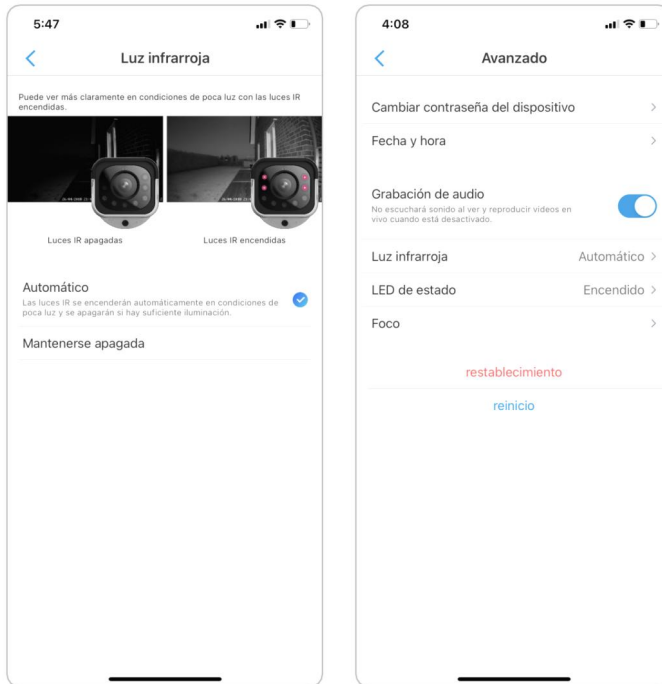 5:47
Luz infrarroja
Puede ver más claramente en condiciones de poca luz con las luces IR
encendidas.
Luces IR apagadas
Luces IR encendidas
Automático
Las luces IR se encenderán automáticamente en condiciones de
poca luz y se apagarán si hay suficiente iluminación.
Mantenerse apagada
4:08
Avanzado
Cambiar contraseña del dispositivo
Fecha y hora
Grabación de audio
No escuchará sonido al ver y reproducir videos en
vivo cuando está desactivado.
Luz infrarroja Automático
LED de estado Encendido
Foco
restablecimiento
reinicio